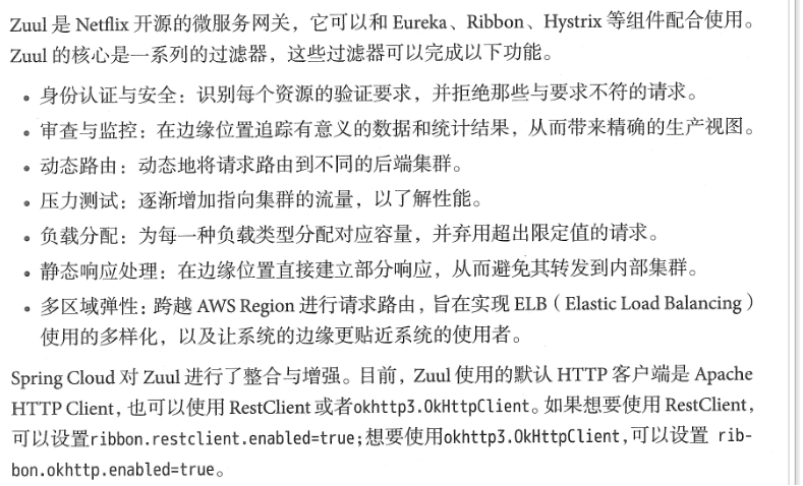 Zuul 是 Netflix 开源的微服务网关，它可以和 Eureka、Ribbon、Hystrix 等组件配合使用。
Zuul 的核心是一系列的过滤器，这些过滤器可以完成以下功能。
• 身份认证与安全：识别每个资源的验证要求，并拒绝那些与要求不符的请求。
• 审查与监控：在边缘位置追踪有意义的数据和统计结果，从而带来精确的生产视图。
• 动态路由：动态地将请求路由到不同的后端集群。
• 压力测试：逐渐增加指向集群的流量，以了解性能。
• 负载分配：为每一种负载类型分配对应容量，并弃用超出限定值的请求。
• 静态响应处理：在边缘位置直接建立部分响应，从而避免其转发到内部集群。
• 多区域弹性：跨越 AWS Region 进行请求路由，旨在实现 ELB（Elastic Load Balancing）
使用的多样化，以及让系统的边缘更贴近系统的使用者。
Spring Cloud 对 Zuul 进行了整合与增强。目前，Zuul 使用的默认 HTTP 客户端是 Apache
HTTP Client，也可以使用 RestClient 或者okhttp3.OkHttpClient。如果想要使用 RestClient，
可以设置ribbon.restclient.enabled=true；想要使用okhttp3.OkHttpClient，可以设置 rib-
bon.okhttp.enabled=true。